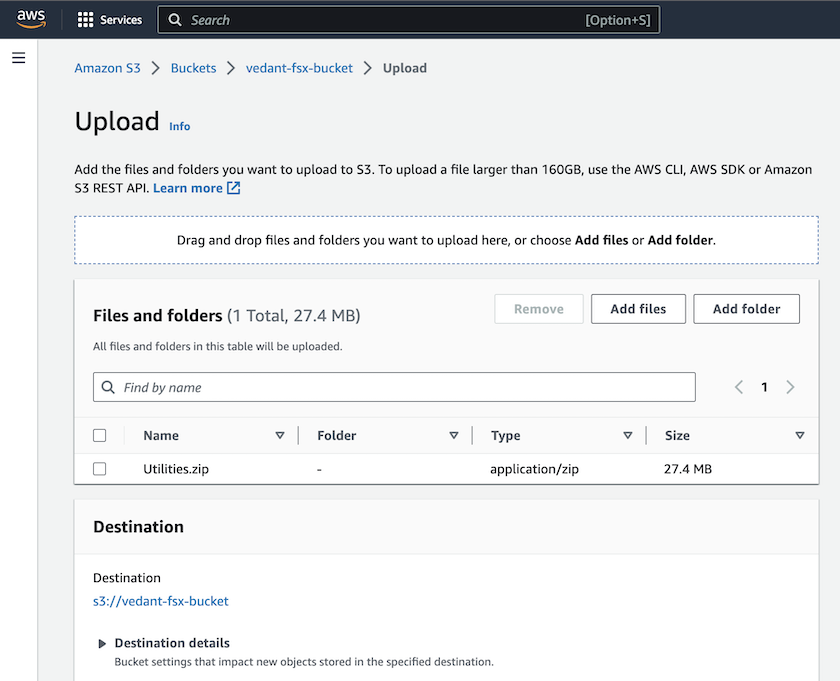 aws Services Search [Option+S]
Amazon S3 > Buckets > vedant-fsx-bucket > Upload
Upload Info
Add the files and folders you want to upload to S3. To upload a file larger than 160GB, use the AWS CLI, AWS SDK or Amazon
S3 REST API. Learn more
Drag and drop files and folders you want to upload here, or choose Add files or Add folder.
Files and folders (1 Total, 27.4 MB) Remove Add files Add folder
All files and folders in this table will be uploaded.
Find by name 1
Name Folder Type Size
Utilities.zip - application/zip 27.4 MB
Destination
Destination
s3://vedant-fsx-bucket
Destination details
Bucket settings that impact new objects stored in the specified destination.